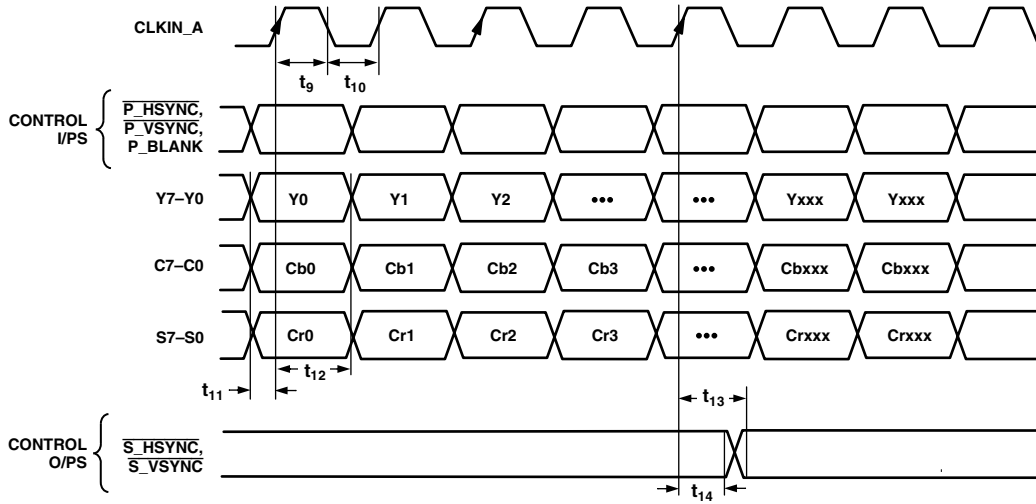 CLKIN_A
t9
t10
CONTROL
I/PS
P_HSYNC,
P_VSYNC,
P_BLANK
Y7–Y0
Y0
Y1
Y2
•••
•••
Yxxx
Yxxx
C7–C0
Cb0
Cb1
Cb2
Cb3
•••
Cbxxx
Cbxxx
S7–S0
Cr0
Cr1
Cr2
Cr3
•••
Crxxx
Crxxx
t11
t12
t13
CONTROL
O/PS
S_HSYNC,
S_VSYNC
t14